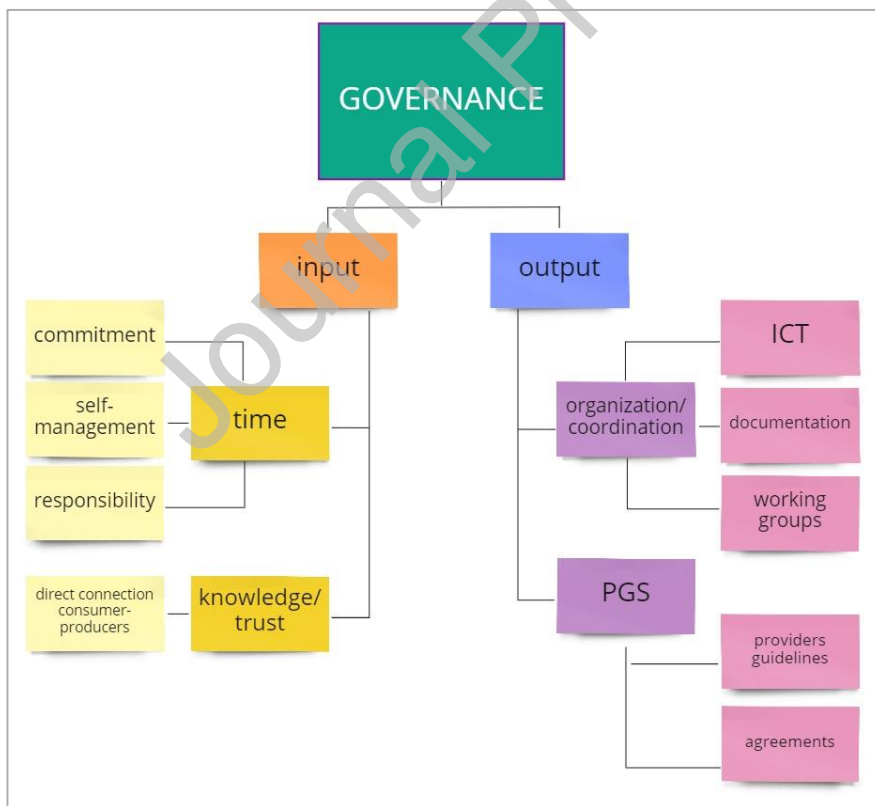 GOVERNANCE
input
output
commitment
self-
management
responsibility
time
direct connection
consumer-
producers
knowledge/
trust
organization/
coordination
ICT
documentation
working
groups
PGS
providers
guidelines
agreements
Journal Pr